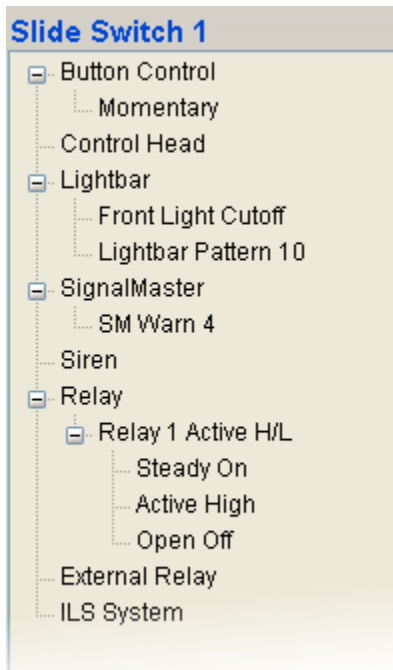 Slide Switch 1
Button Control
Momentary
Control Head
Lightbar
Front Light Cutoff
Lightbar Pattern 10
SignalMaster
SM Warn 4
Siren
Relay
Relay 1 Active H/L
Steady On
Active High
Open Off
External Relay
ILS System